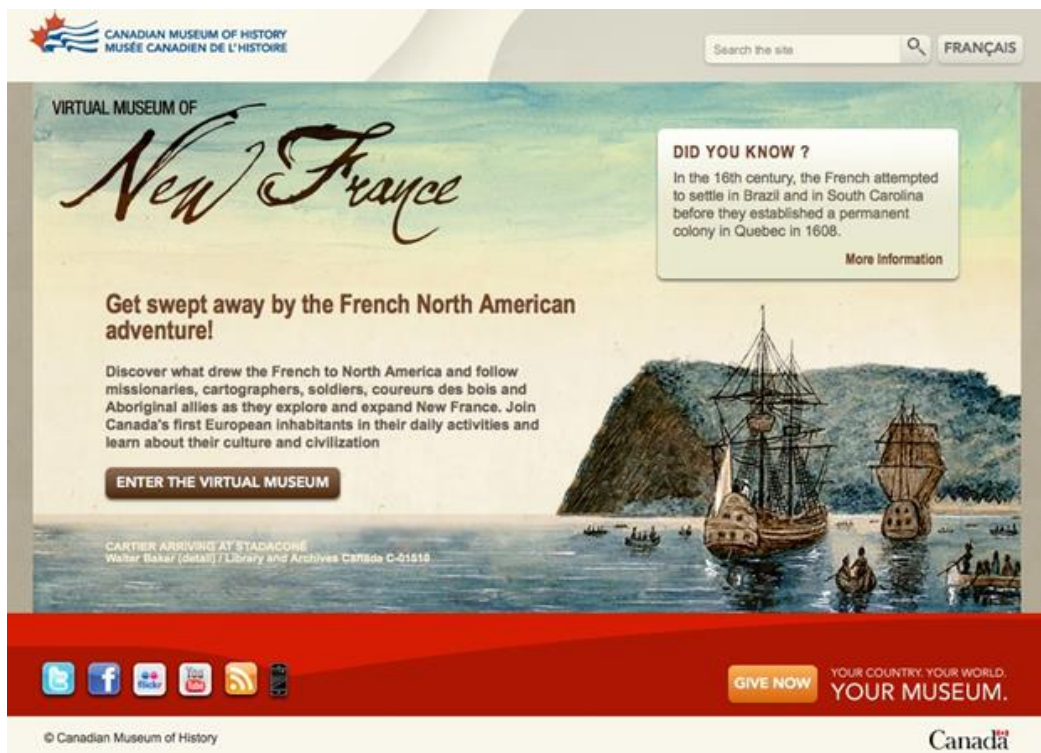 CANADIAN MUSEUM OF HISTORY
MUSÉE CANADIEN DE L'HISTOIRE
Search the site
FRANÇAIS
VIRTUAL MUSEUM OF
New France
DID YOU KNOW ?
In the 16th century, the French attempted
to settle in Brazil and in South Carolina
before they established a permanent
colony in Quebec in 1608.
More Information
Get swept away by the French North American
adventure!
Discover what drew the French to North America and follow
missionaries, cartographers, soldiers, coureurs des bois and
Aboriginal allies as they explore and expand New France. Join
Canada's first European inhabitants in their daily activities and
learn about their culture and civilization
ENTER THE VIRTUAL MUSEUM
CARTIER ARRIVING AT STADACONÉ
Walter Baker (detail) / Library and Archives Canada
flickr
You
Tube
GIVE NOW
YOUR COUNTRY. YOUR WORLD.
YOUR MUSEUM.
© Canadian Museum of History
Canada